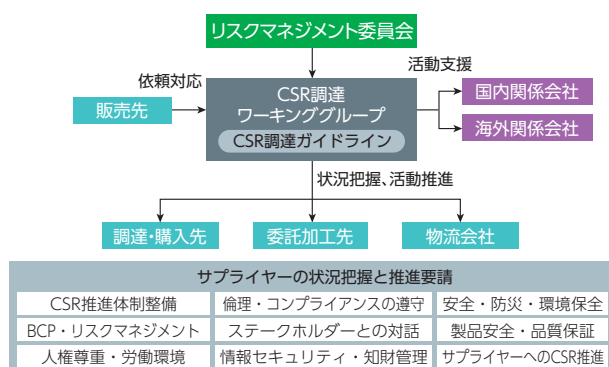 リスクマネジメント委員会
依頼対応
活動支援
販売先
CSR調達
ワーキンググループ
CSR調達ガイドライン
国内関係会社
海外関係会社
状況把握、活動推進
調達・購入先
委託加工先
物流会社
サプライヤーの状況把握と推進要請
CSR推進体制整備
倫理・コンプライアンスの遵守
安全・防災・環境保全
BCP・リスクマネジメント
ステークホルダーとの対話
製品安全・品質保証
人権尊重・労働環境
情報セキュリティ・知財管理
サプライヤーへのCSR推進